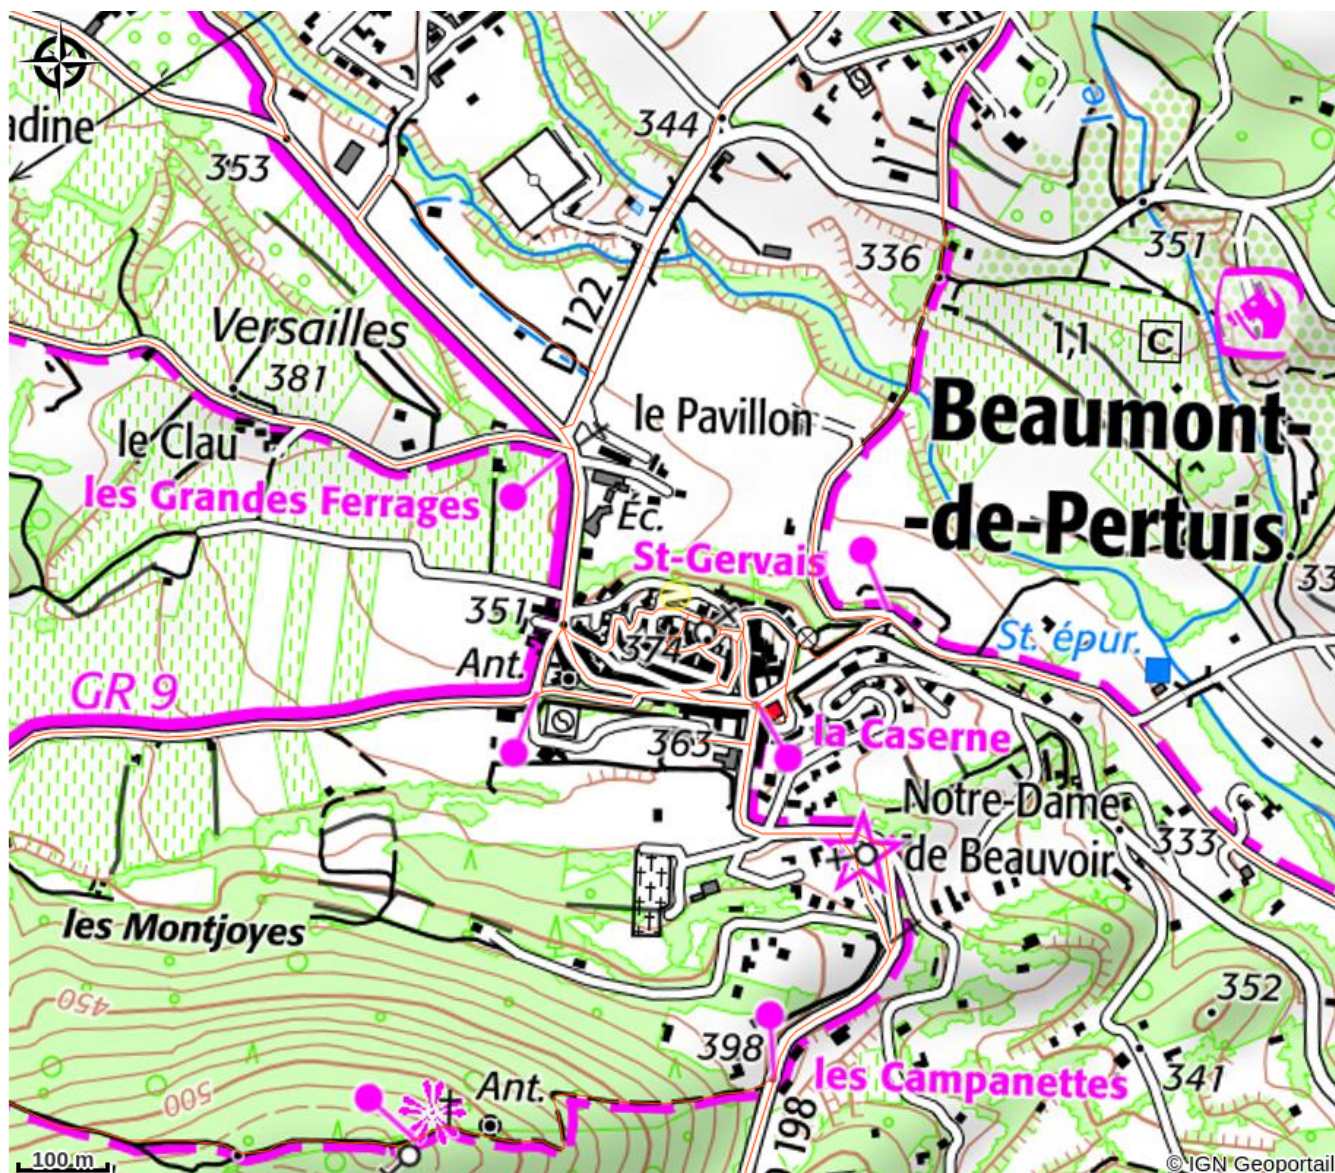 le
344
adine
353
336
351
122
D
Versailles
1,1
C
381
le Pavillon
Beaumont-
le Clau
les Grandes Ferrages
Éc.
-de-Pertuis
St-Gervais
33
351
374
St. épur.
Ant.
GR 9
363
la Caserne
Notre-Dame
333
de Beauvoir
les Montjoyes
352
450
398
les Campanettes
341
Ant.
500
198
100 m
© IGN Geoportail